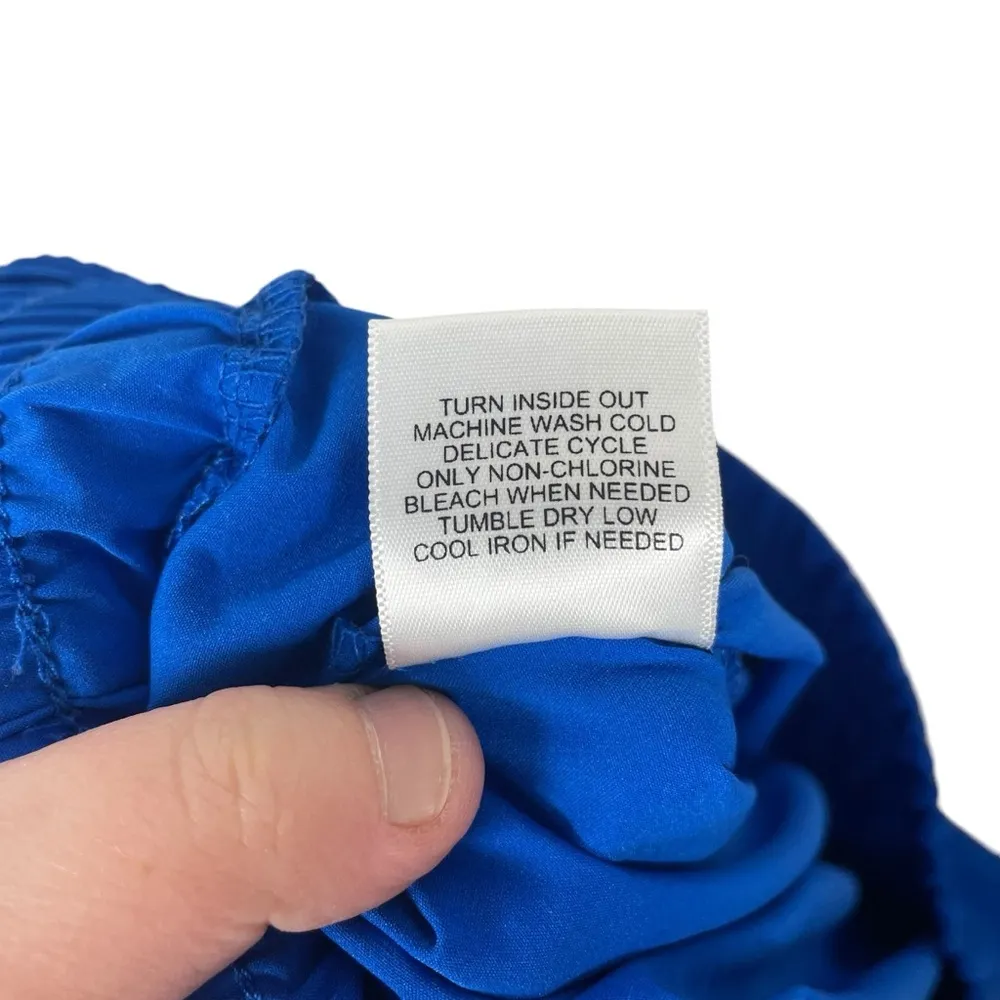 TURN INSIDE OUT
MACHINE WASH COLD
DELICATE CYCLE
ONLY NON-CHLORINE
BLEACH WHEN NEEDED
TUMBLE DRY LOW
COOL IRON IF NEEDED